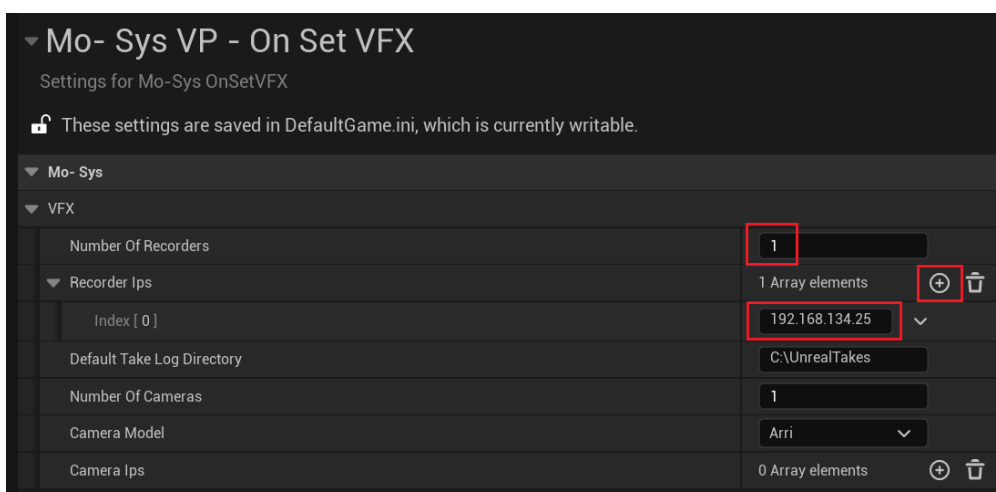 Mo- Sys VP - On Set VFX
Settings for Mo-Sys OnSetVFX
These settings are saved in DefaultGame.ini, which is currently writable.
Mo- Sys
VFX
Number Of Recorders 1
Recorder Ips 1 Array elements
Index [ 0 ] 192.168.134.25
Default Take Log Directory C:\UnrealTakes
Number Of Cameras 1
Camera Model Arri
Camera Ips 0 Array elements